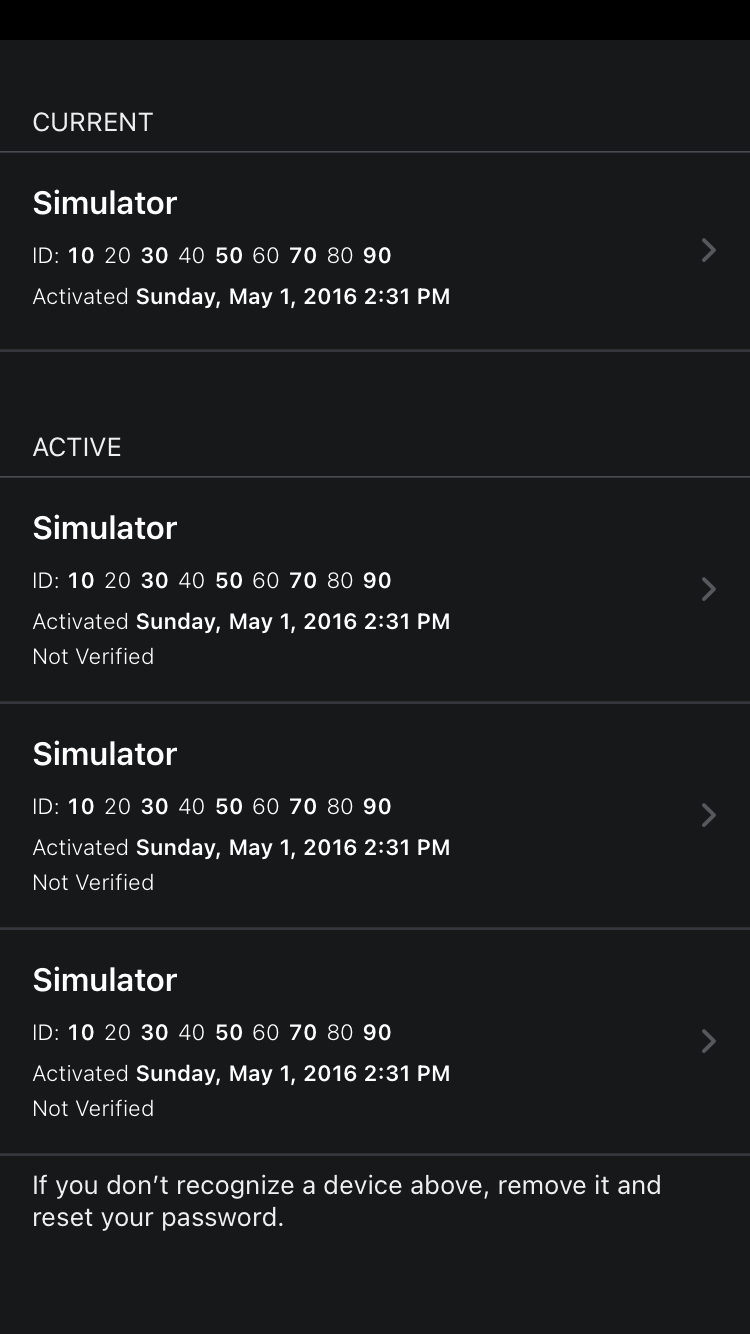 CURRENT
Simulator
ID: 10 20 30 40 50 60 70 80 90
Activated Sunday, May 1, 2016 2:31 PM
ACTIVE
Simulator
ID: 10 20 30 40 50 60 70 80 90
Activated Sunday, May 1, 2016 2:31 PM
Not Verified
Simulator
ID: 10 20 30 40 50 60 70 80 90
Activated Sunday, May 1, 2016 2:31 PM
Not Verified
Simulator
ID: 10 20 30 40 50 60 70 80 90
Activated Sunday, May 1, 2016 2:31 PM
Not Verified
If you don’t recognize a device above, remove it and
reset your password.